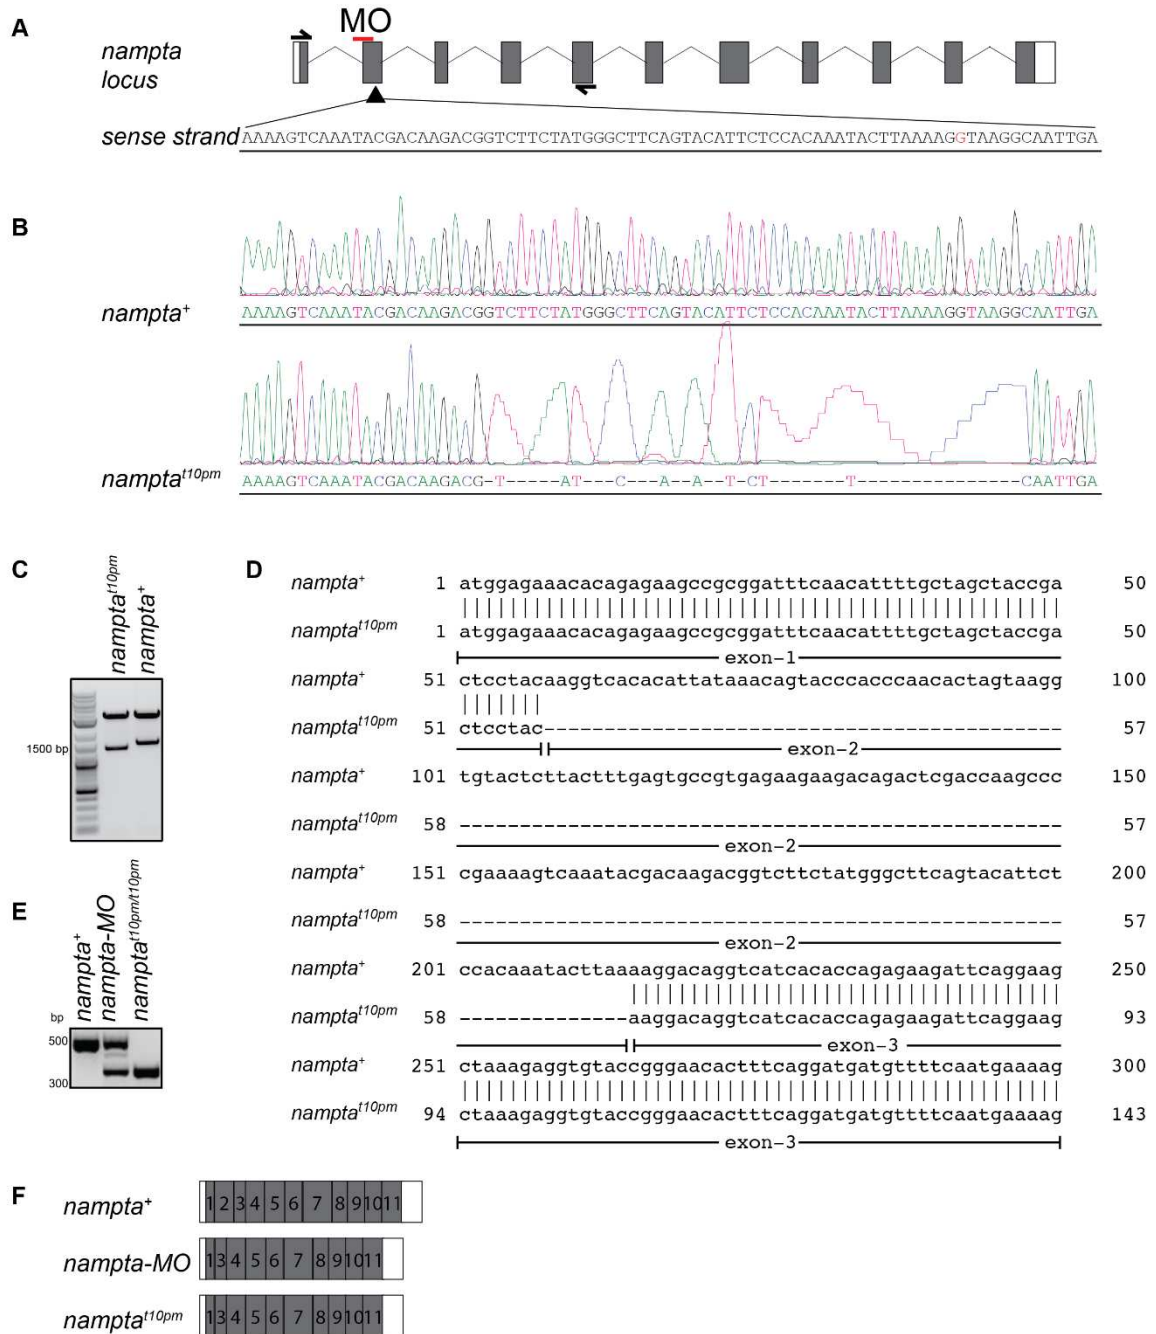 A
MO
nampta
locus
sense strand AAAAGTCAAATACGACAAGACGGTCTTCTATGGGCTTCAGTACATTCTCCACAAATACTTAAAAGGTAAGGCAATTGA
B
nampta+ AAAAGTCAAATACGACAAGACGGTCTTCTATGGGCTTCAGTACATTCTCCACAAATACTTAAAAGGTAAGGCAATTGA
nampta t10pm AAAAGTCAAATACGACAAGACG-T-----AT---C---A--A--T-CT-------T---------------CAATTGA
C
nampta t10pm
nampta+
1500 bp
D
nampta+ 1 atggagaaacacagagaagccgcggatttcaacattttgctagctaccga 50
nampta t10pm 1 atggagaaacacagagaagccgcggatttcaacattttgctagctaccga 50
exon-1
nampta+ 51 ctcctacaaggtcacacattataaacagtacccacccaacactagtaagg 100
nampta t10pm 51 ctcctac------------------------------------------- 57
exon-2
nampta+ 101 tgtactcttactttgagtgccgtgagaagaagacagactcgaccaagccc 150
nampta t10pm 58 -------------------------------------------------- 57
exon-2
nampta+ 151 cgaaaagtcaaatacgacaagacggtcttctatgggcttcagtacattct 200
nampta t10pm 58 -------------------------------------------------- 57
exon-2
nampta+ 201 ccacaaatacttaaaaggacaggtcatcacaccagagaagattcaggaag 250
nampta t10pm 58 --------------aaggacaggtcatcacaccagagaagattcaggaag 93
exon-3
nampta+ 251 ctaaagaggtgtaccgggaacactttcaggatgatgttttcaatgaaaag 300
nampta t10pm 94 ctaaagaggtgtaccgggaacactttcaggatgatgttttcaatgaaaag 143
exon-3
E
nampta+
nampta-MO
nampta t10pm/t10pm
bp
500
300
F
nampta+ 1 2 3 4 5 6 7 8 9 10 11
nampta-MO 1 3 4 5 6 7 8 9 10 11
nampta t10pm 1 3 4 5 6 7 8 9 10 11